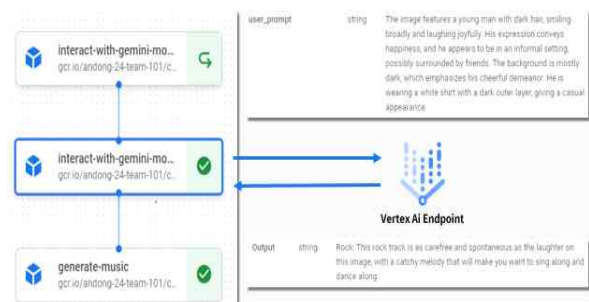 interact-with-gemini-mo...
gcr.io/andong-24-team-101/c...
interact-with-gemini-mo...
gcr.io/andong-24-team-101/c...
generate-music
gcr.io/andong-24-team-101/c...
user_prompt string The image features a young man with dark hair, smiling
broadly and laughing joyfully. His expression conveys
happiness, and he appears to be in an informal setting,
possibly surrounded by friends. The background is mostly
dark, which emphasizes his cheerful demeanor. He is
wearing a white shirt with a dark outer layer, giving a casual
appearance.
Vertex Ai Endpoint
Output string Rock: This rock track is as carefree and spontaneous as the laughter on
this image, with a catchy melody that will make you want to sing along and
dance along.